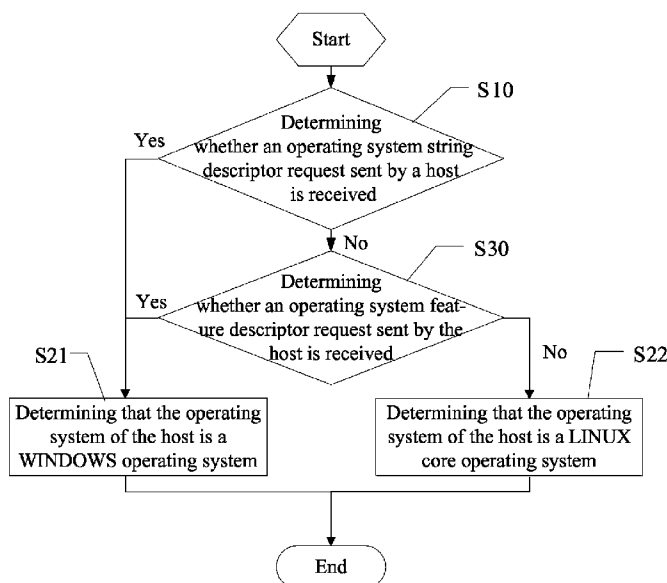 Start
S10
Determining
whether an operating system string
descriptor request sent by a host
is received
Yes
No
S30
Determining
whether an operating system feat-
ure descriptor request sent by the
host is received
Yes
No
S21
S22
Determining that the operating
system of the host is a
WINDOWS operating system
Determining that the operating
system of the host is a LINUX
core operating system
End